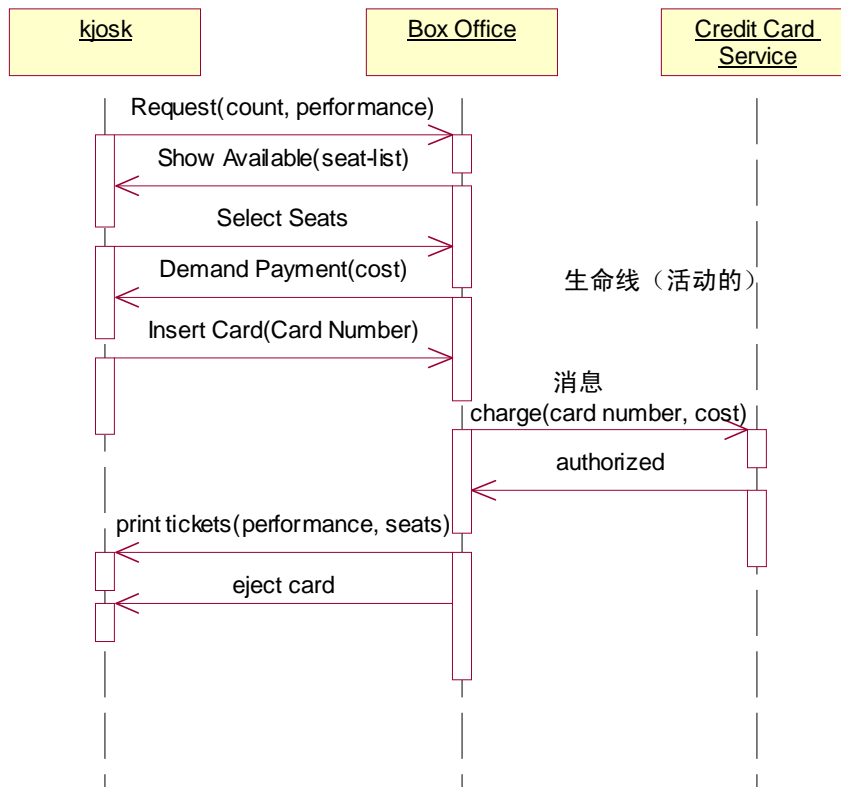 kjosk
Box Office
Credit Card
Service
Request(count, performance)
Show Available(seat-list)
Select Seats
Demand Payment(cost)
生命线（活动的）
Insert Card(Card Number)
消息
charge(card number, cost)
authorized
print tickets(performance, seats)
eject card